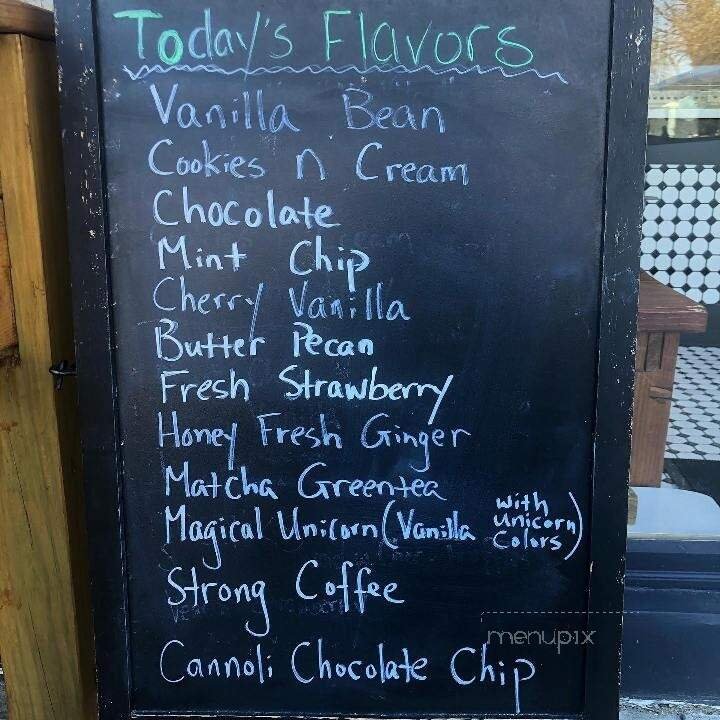 Today's Flavors
Vanilla Bean
Cookies n Cream
Chocolate
Mint Chip
Cherry Vanilla
Butter Pecan
Fresh Strawberry
Honey Fresh Ginger
Matcha Greentea
Magical Unicorn (Vanilla with unicorn colors)
Strong Coffee
Cannoli Chocolate Chip
menupix